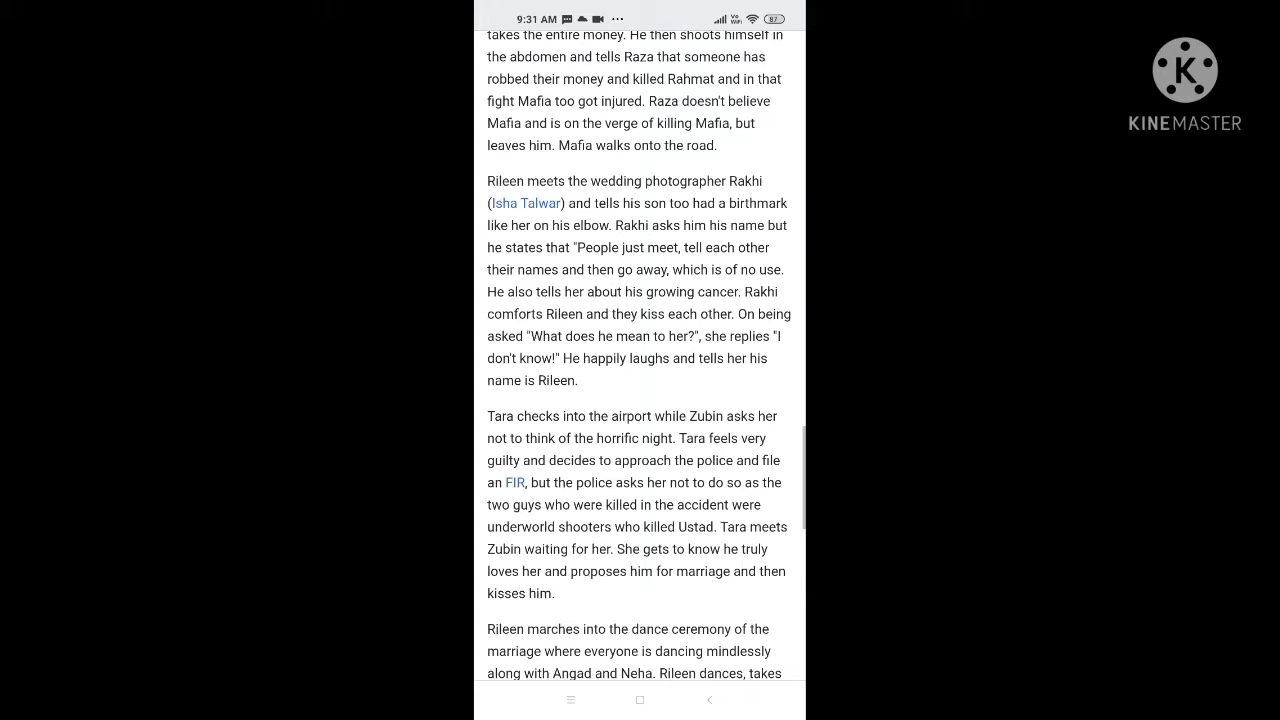 9:31 AM
Vo
WiFi
87
takes the entire money. He then shoots himself in
the abdomen and tells Raza that someone has
robbed their money and killed Rahmat and in that
fight Mafia too got injured. Raza doesn't believe
Mafia and is on the verge of killing Mafia, but
leaves him. Mafia walks onto the road.
Rileen meets the wedding photographer Rakhi
(Isha Talwar) and tells his son too had a birthmark
like her on his elbow. Rakhi asks him his name but
he states that "People just meet, tell each other
their names and then go away, which is of no use.
He also tells her about his growing cancer. Rakhi
comforts Rileen and they kiss each other. On being
asked "What does he mean to her?", she replies "I
don't know!" He happily laughs and tells her his
name is Rileen.
Tara checks into the airport while Zubin asks her
not to think of the horrific night. Tara feels very
guilty and decides to approach the police and file
an FIR, but the police asks her not to do so as the
two guys who were killed in the accident were
underworld shooters who killed Ustad. Tara meets
Zubin waiting for her. She gets to know he truly
loves her and proposes him for marriage and then
kisses him.
Rileen marches into the dance ceremony of the
marriage where everyone is dancing mindlessly
along with Angad and Neha. Rileen dances, takes
K
KINEMASTER